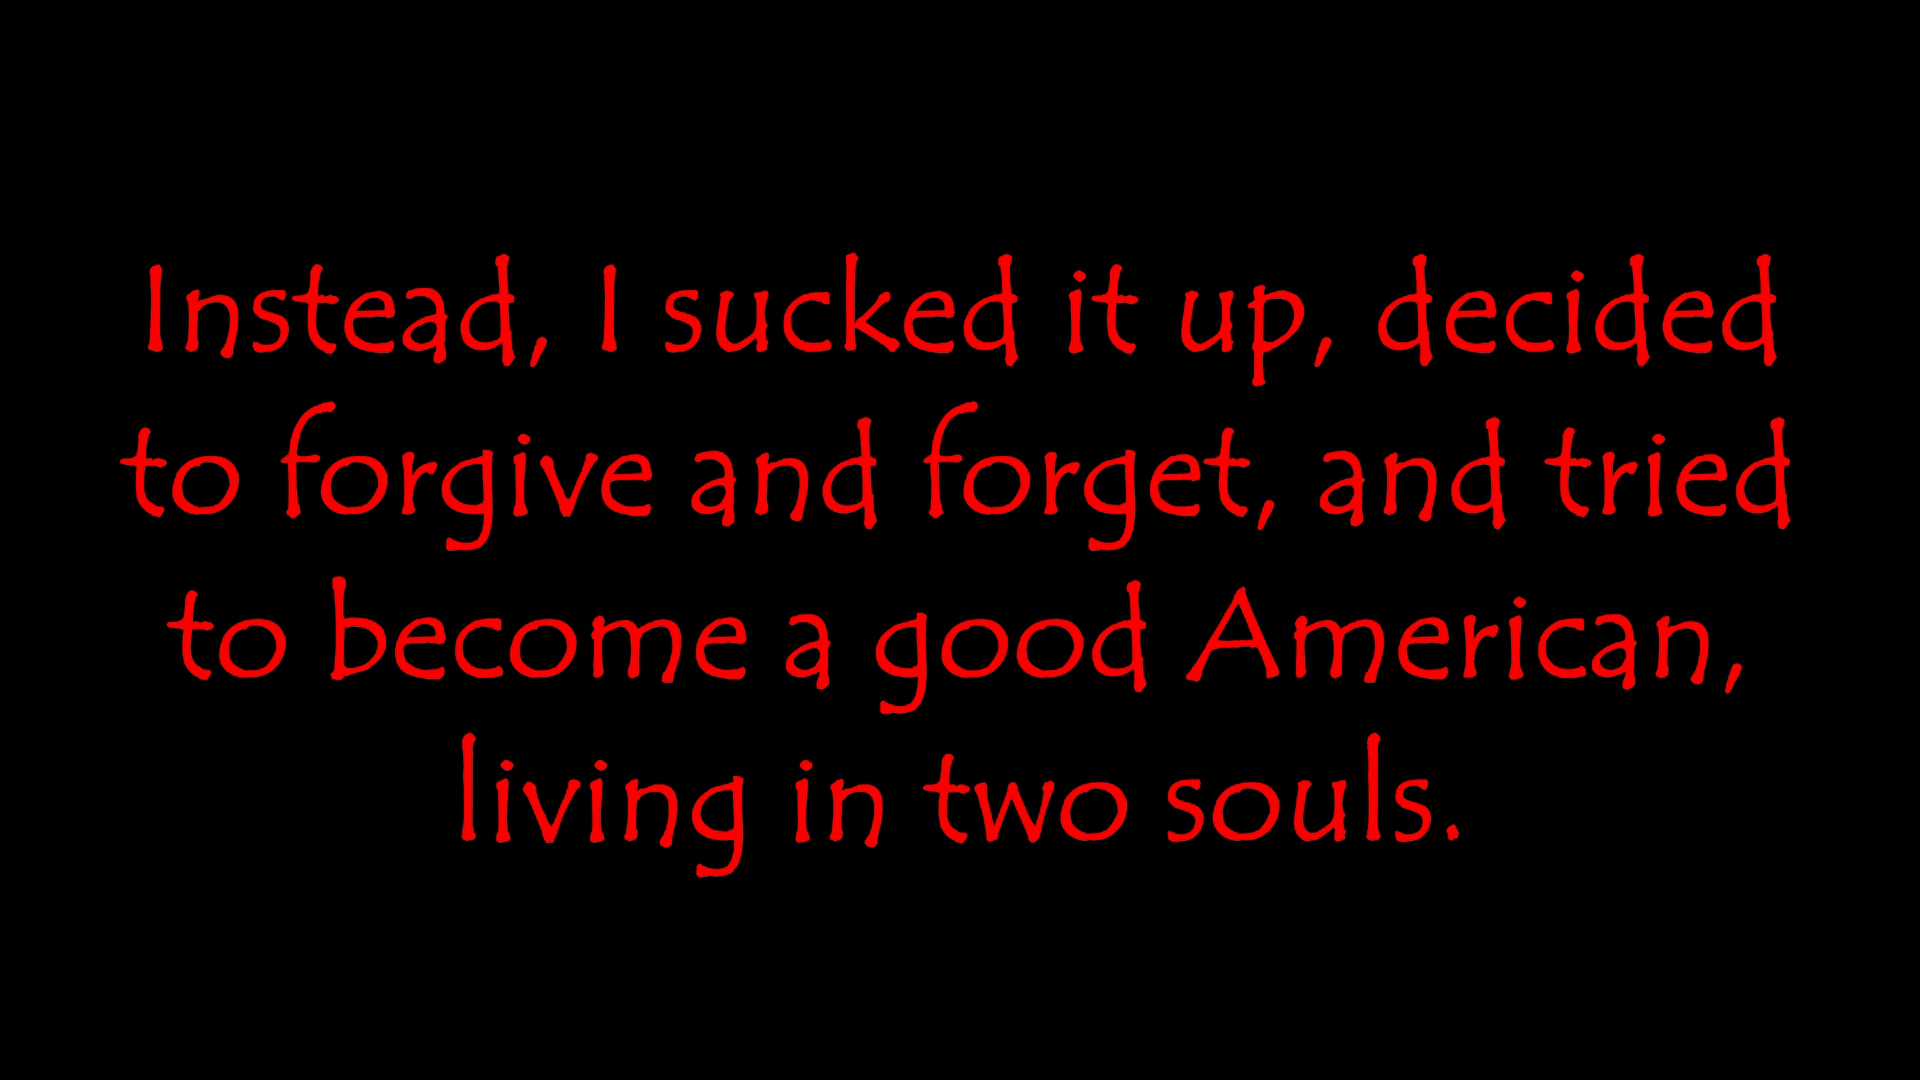 Instead, I sucked it up, decided
to forgive and forget, and tried
to become a good American,
living in two souls.